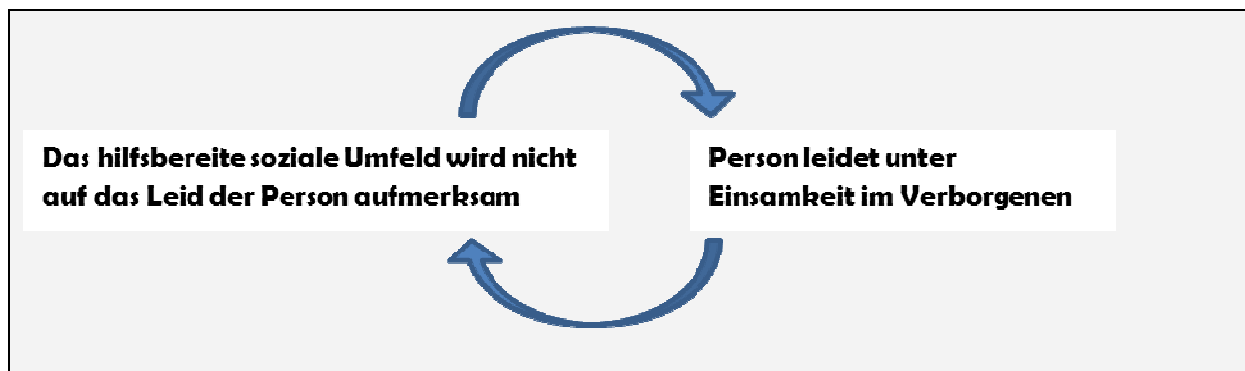 Das hilfsbereite soziale Umfeld wird nicht
auf das Leid der Person aufmerksam
Person leidet unter
Einsamkeit im Verborgenen